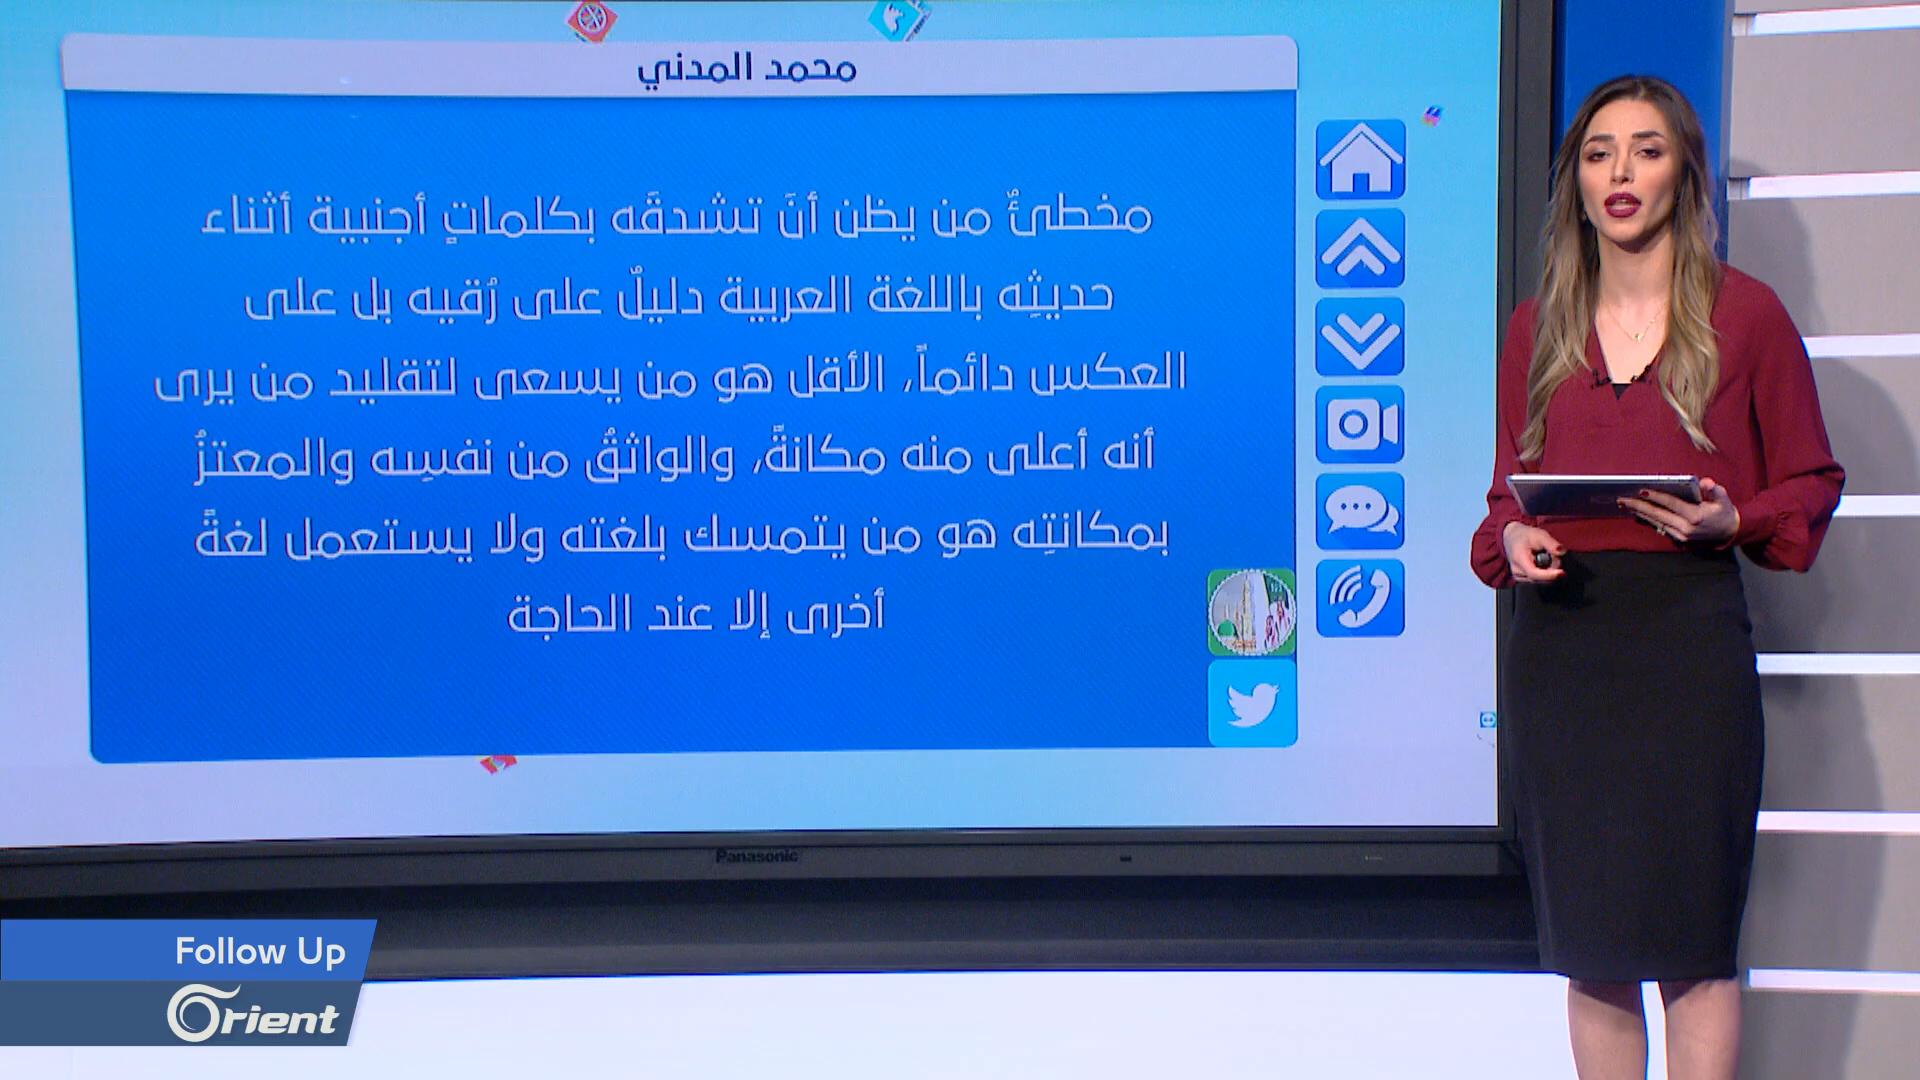 محمد المدني
مخطئٌ من يظن أنَ تشدقَه بكلماتٍ أجنبية أثناء
حديثِه باللغة العربية دليلٌ على رُقيه بل على
العكس دائماً، الأقل هو من يسعى لتقليد من يرى
أنه أعلى منه مكانةً، والواثقُ من نفسِه والمعتزُ
بمكانتِه هو من يتمسك بلغته ولا يستعمل لغةً
أخرى إلا عند الحاجة
Panasonic
Follow Up
Orient